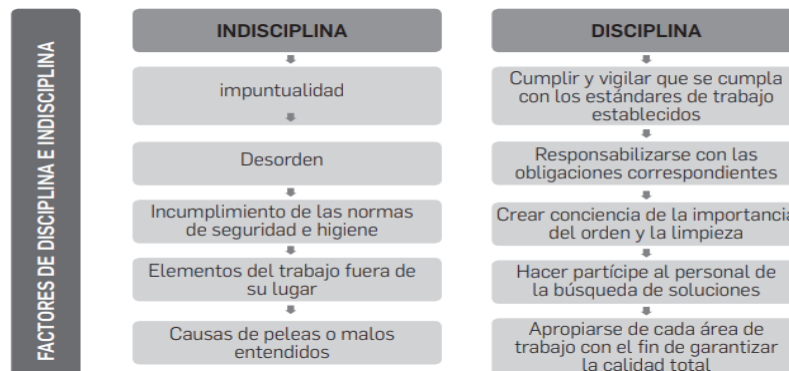 FACTORES DE DISCIPLINA E INDISCIPLINA
INDISCIPLINA
impuntualidad
Desorden
Incumplimiento de las normas
de seguridad e higiene
Elementos del trabajo fuera de
su lugar
Causas de peleas o malos
entendidos
DISCIPLINA
Cumplir y vigilar que se cumpla
con los estándares de trabajo
establecidos
Responsabilizarse con las
obligaciones correspondientes
Crear conciencia de la importancia
del orden y la limpieza
Hacer partícipe al personal de
la búsqueda de soluciones
Apropiarse de cada área de
trabajo con el fin de garantizar
la calidad total